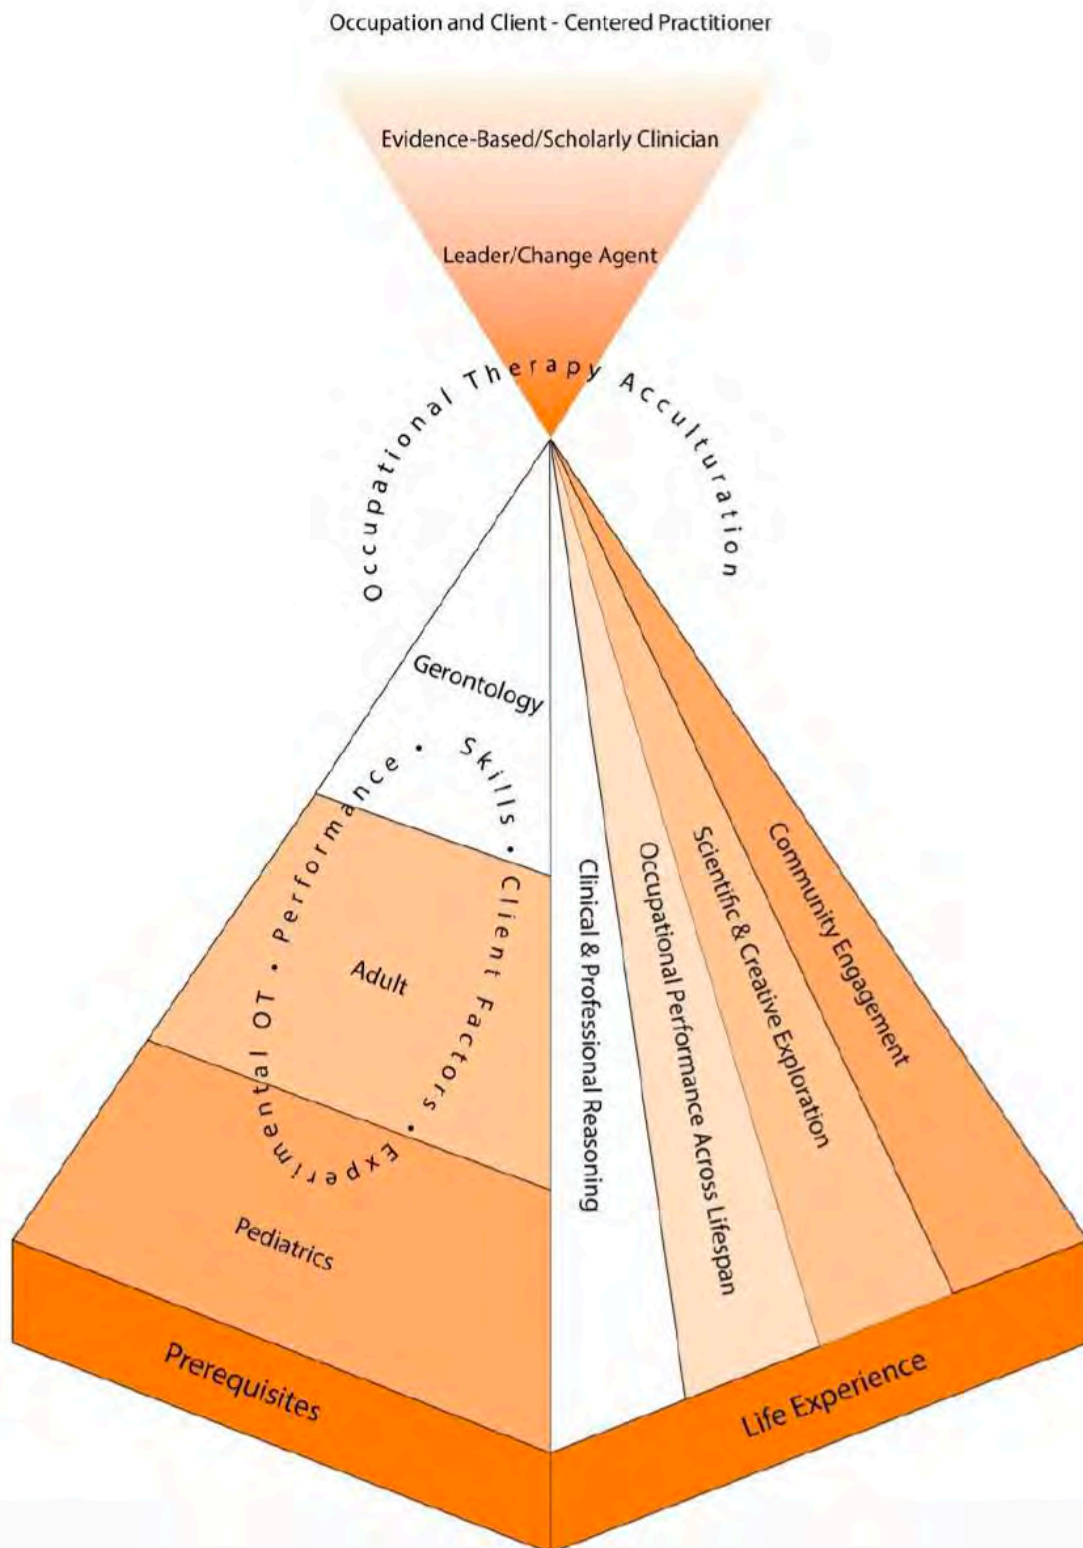 Occupation and Client - Centered Practitioner
Evidence-Based/Scholarly Clinician
Leader/Change Agent
Occupational Therapy Acculturation
Gerontology
Performance • Skills • Client Factors • Experimental OT •
Adult
Pediatrics
Clinical & Professional Reasoning
Occupational Performance Across Lifespan
Scientific & Creative Exploration
Community Engagement
Prerequisites
Life Experience